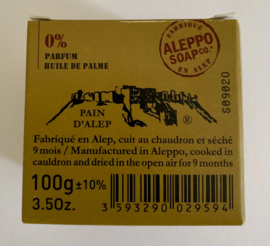 0%
PARFUM
HUILE DE PALME
FABRIQUÉ
ALEPPO
SOAP CO.
EN ALEP
S09020
PAIN
D'ALEP
®
Fabriqué en Alep, cuit au chaudron et séché
9 mois / Manufactured in Aleppo, cooked in
cauldron and dried in the open air for 9 months
100g±10%
3.5oz.
3 593290 029594